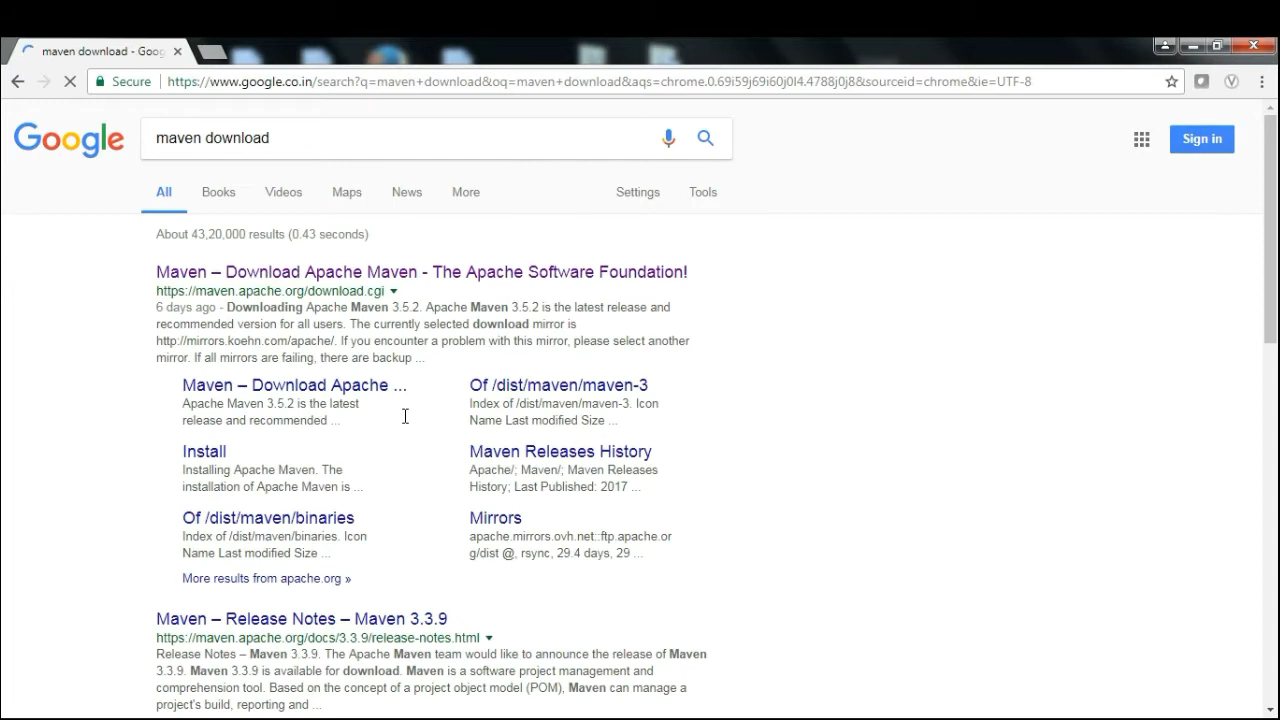 maven download - Goog
Secure https://www.google.co.in/search?q=maven+download&oq=maven+download&aqs=chrome.0.69i59j69i60j0l4.4788j0j8&sourceid=chrome&ie=UTF-8
Google maven download Sign in
All Books Videos Maps News More Settings Tools
About 43,20,000 results (0.43 seconds)
Maven – Download Apache Maven - The Apache Software Foundation!
https://maven.apache.org/download.cgi
6 days ago - Downloading Apache Maven 3.5.2. Apache Maven 3.5.2 is the latest release and
recommended version for all users. The currently selected download mirror is
http://mirrors.koehn.com/apache/. If you encounter a problem with this mirror, please select another
mirror. If all mirrors are failing, there are backup ...
Maven – Download Apache ...
Apache Maven 3.5.2 is the latest
release and recommended ...
Of /dist/maven/maven-3
Index of /dist/maven/maven-3. Icon
Name Last modified Size ...
Install
Installing Apache Maven. The
installation of Apache Maven is ...
Maven Releases History
Apache/; Maven/; Maven Releases
History; Last Published: 2017 ...
Of /dist/maven/binaries
Index of /dist/maven/binaries. Icon
Name Last modified Size ...
Mirrors
apache.mirrors.ovh.net::ftp.apache.or
g/dist @, rsync, 29.4 days, 29 ...
More results from apache.org »
Maven – Release Notes – Maven 3.3.9
https://maven.apache.org/docs/3.3.9/release-notes.html
Release Notes – Maven 3.3.9. The Apache Maven team would like to announce the release of Maven
3.3.9. Maven 3.3.9 is available for download. Maven is a software project management and
comprehension tool. Based on the concept of a project object model (POM), Maven can manage a
project's build, reporting and ...